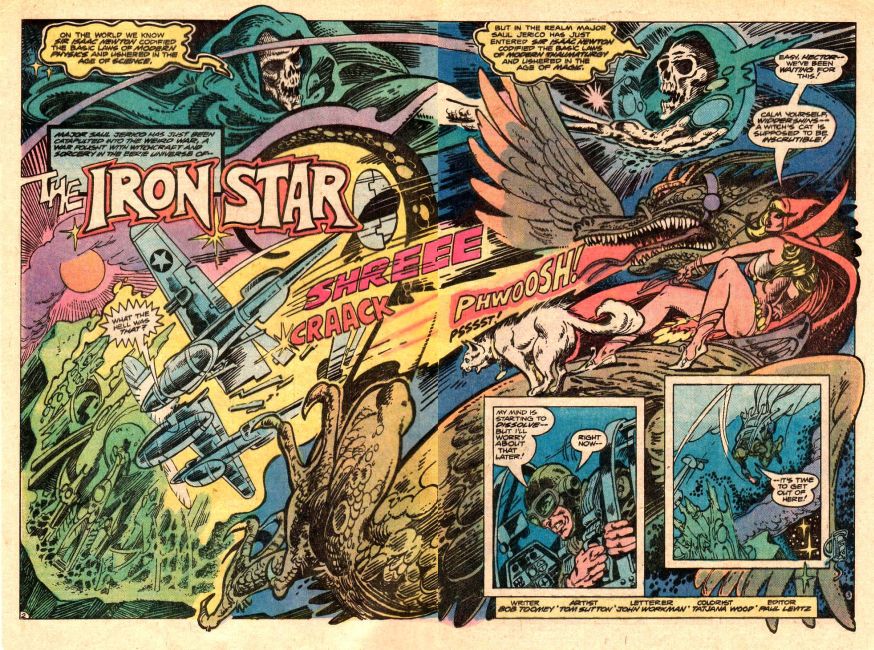 ON THE WORLD WE KNOW
SIR ISAAC NEWTON CODIFIED
THE BASIC LAWS OF MODERN
PHYSICS AND USHERED IN THE
AGE OF SCIENCE.
BUT IN THE REALM MAJOR
SAUL JERICO HAS JUST
ENTERED SIR ISAAC NEWTON
CODIFIED THE BASIC LAWS
OF MODERN THAUMATURGY
AND USHERED IN THE
AGE OF MAGIC.
EASY, HECTOR--
WE'VE BEEN
WAITING FOR
THIS!
CALM YOURSELF,
WIDDERSHINS--
A WITCH'S CAT IS
SUPPOSED TO BE
INSCRUTIBLE!
MAJOR SAUL JERICO HAS JUST BEEN
CATAPULTED INTO THE WEIRD WAR, A
WAR FOUGHT WITH WITCHCRAFT AND
SORCERY IN THE EERIE UNIVERSE OF--
THE IRON STAR
SHREEE
CRAACK
PHWOOSH!
PSSSST!
WHAT THE
HELL WAS
THAT?
MY MIND IS
STARTING TO
DISSOLVE--
BUT I'LL
WORRY
ABOUT
THAT LATER!
RIGHT
NOW--
--IT'S TIME
TO GET
OUT OF
HERE!
WRITER ARTIST LETTERER COLORIST EDITOR
BOB TOOMEY * TOM SUTTON * JOHN WORKMAN * TATJANA WOOD * PAUL LEVITZ
2
3